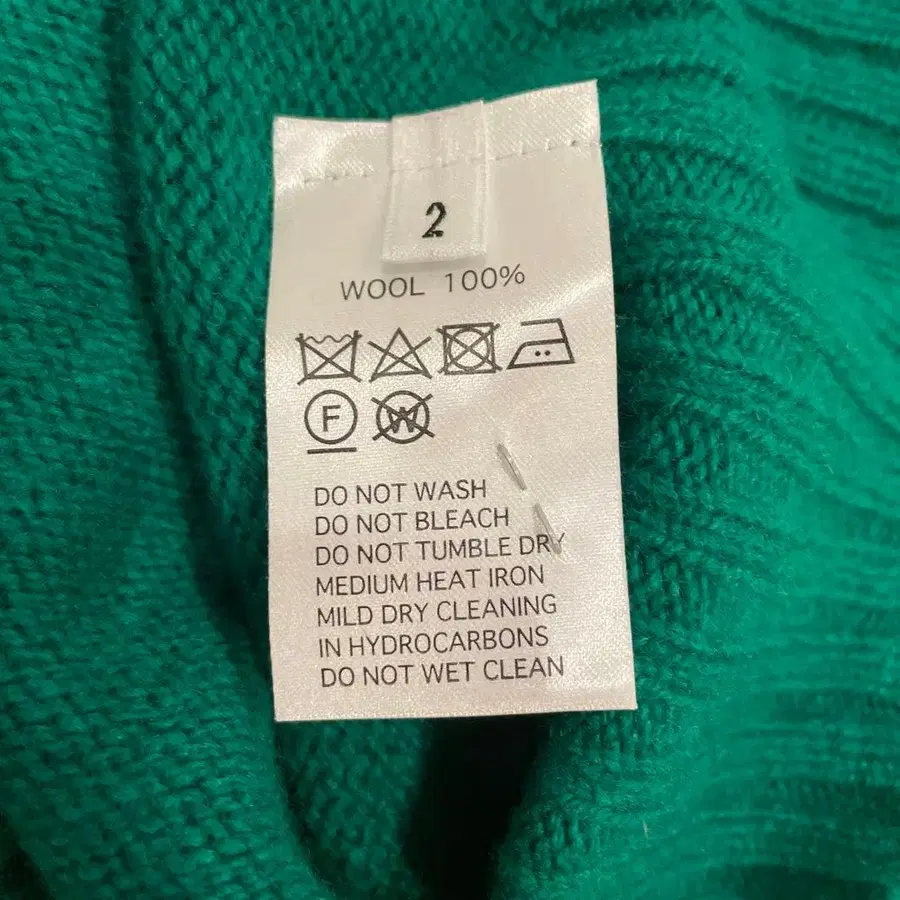 2
WOOL 100%
F W
DO NOT WASH
DO NOT BLEACH
DO NOT TUMBLE DRY
MEDIUM HEAT IRON
MILD DRY CLEANING
IN HYDROCARBONS
DO NOT WET CLEAN